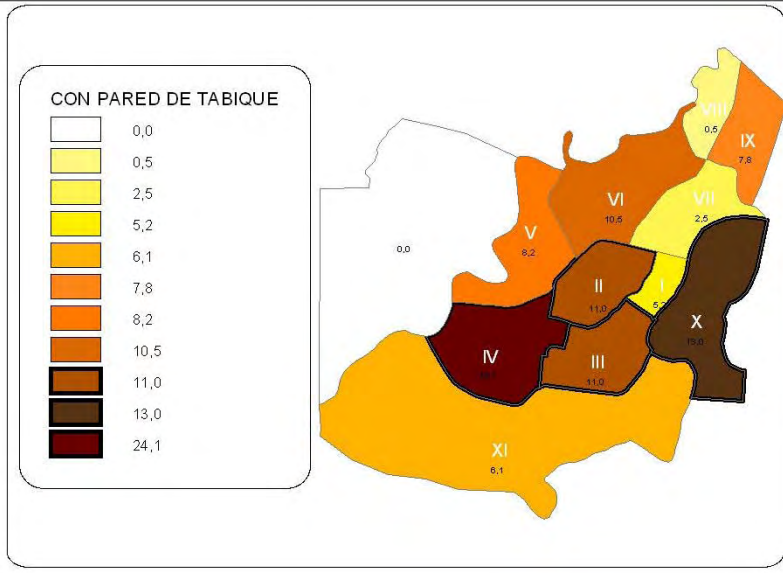 CON PARED DE TABIQUE
0,0
0,5
2,5
5,2
6,1
7,8
8,2
10,5
11,0
13,0
24,1
VIII
0,5
IX
7,8
VI
10,5
VII
2,5
V
8,2
0,0
II
11,0
I
X
13,0
IV
III
11,0
XI
6,1